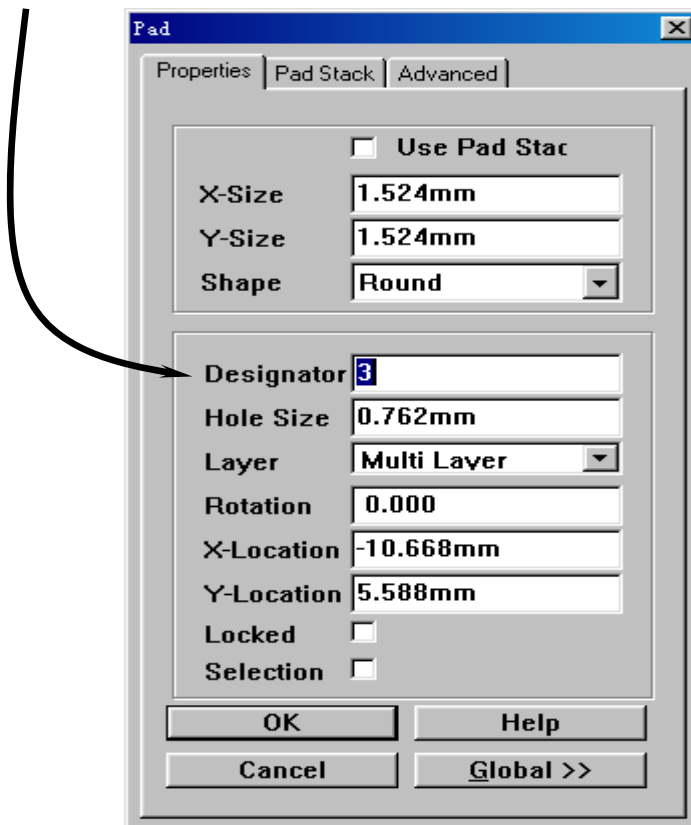 Pad
Properties Pad Stack Advanced
Use Pad Stac
X-Size 1.524mm
Y-Size 1.524mm
Shape Round
Designator 3
Hole Size 0.762mm
Layer Multi Layer
Rotation 0.000
X-Location -10.668mm
Y-Location 5.588mm
Locked
Selection
OK Help
Cancel Global >>